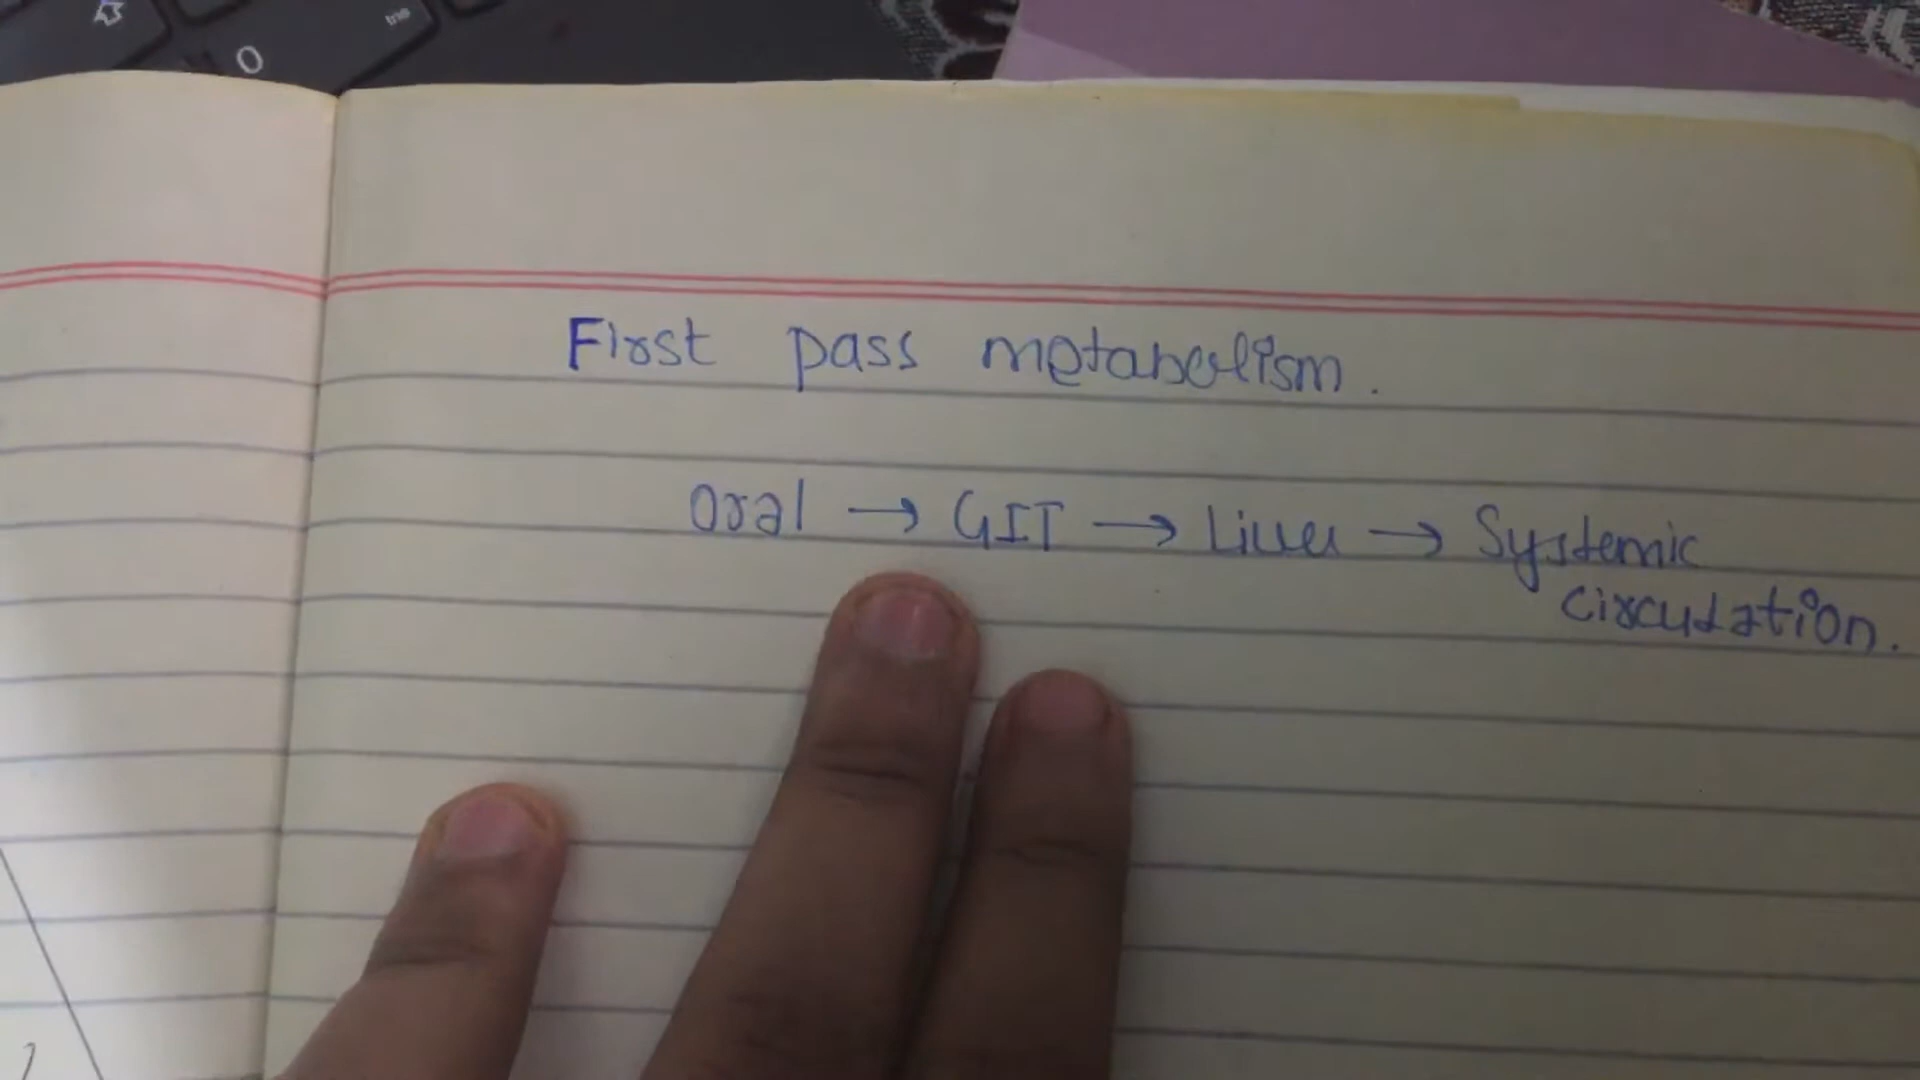 First pass metabolism.
Oral → GIT → Liver → Systemic
circulation.
O